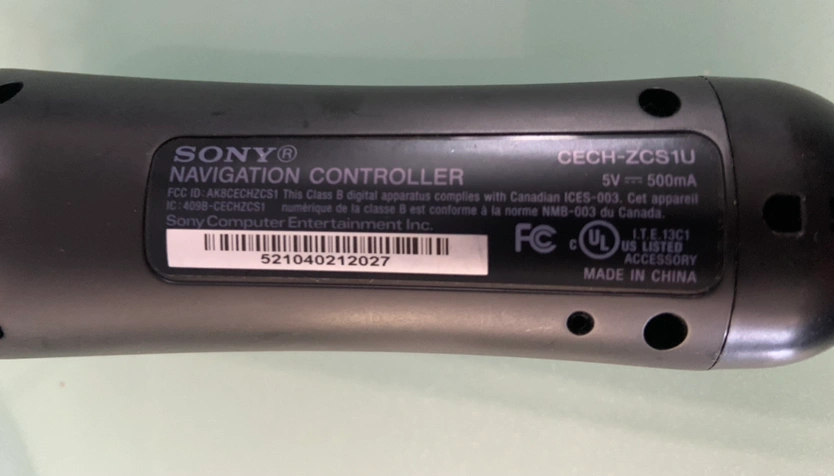 SONY®
CECH-ZCS1U
NAVIGATION CONTROLLER
5V ⎓ 500mA
FCC ID: AK8CECHZCS1 This Class B digital apparatus complies with Canadian ICES-003. Cet appareil
IC: 409B-CECHZCS1 numérique de la classe B est conforme à la norme NMB-003 du Canada.
Sony Computer Entertainment Inc.
521040212027
FC
C UL US LISTED
I.T.E. 13C1
ACCESSORY
MADE IN CHINA